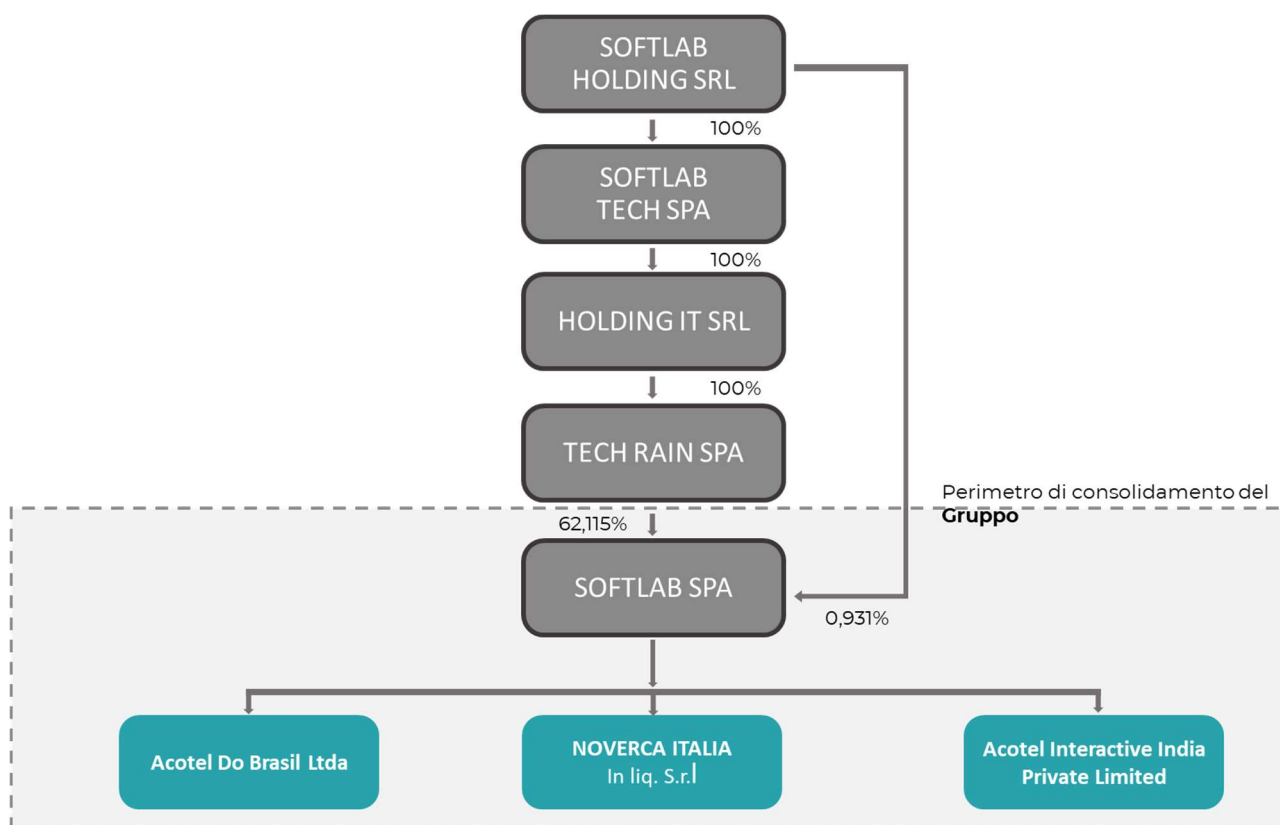 SOFTLAB
HOLDING SRL
100%
SOFTLAB
TECH SPA
100%
HOLDING IT SRL
100%
TECH RAIN SPA
Perimetro di consolidamento del
Gruppo
62,115%
SOFTLAB SPA
0,931%
Acotel Do Brasil Ltda
NOVERCA ITALIA
In liq. S.r.l
Acotel Interactive India
Private Limited